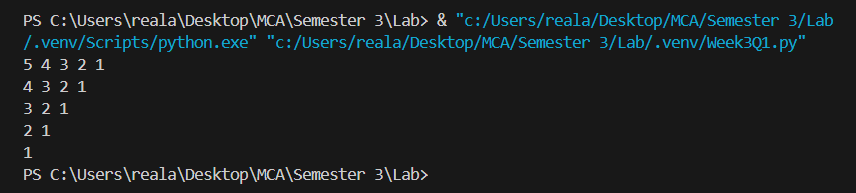 PS C:\Users\reala\Desktop\MCA\Semester 3\Lab> & "c:/Users/reala/Desktop/MCA/Semester 3/Lab
/.venv/Scripts/python.exe" "c:/Users/reala/Desktop/MCA/Semester 3/Lab/.venv/Week3Q1.py"
5 4 3 2 1
4 3 2 1
3 2 1
2 1
1
PS C:\Users\reala\Desktop\MCA\Semester 3\Lab>